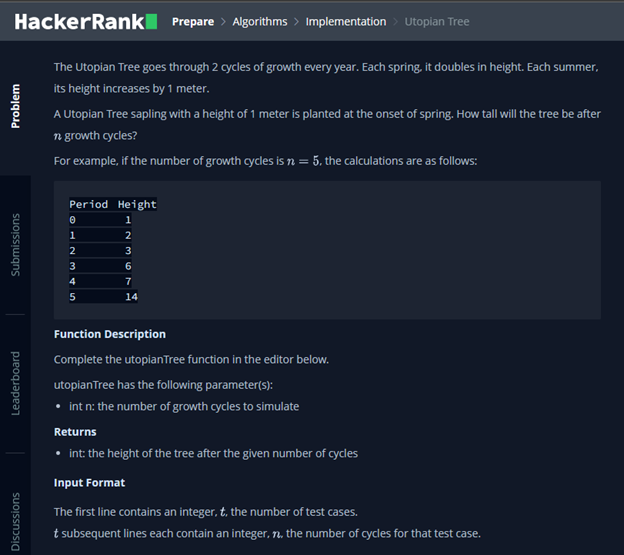 HackerRank Prepare > Algorithms > Implementation > Utopian Tree
Problem
Submissions
Leaderboard
Discussions
The Utopian Tree goes through 2 cycles of growth every year. Each spring, it doubles in height. Each summer,
its height increases by 1 meter.
A Utopian Tree sapling with a height of 1 meter is planted at the onset of spring. How tall will the tree be after
n growth cycles?
For example, if the number of growth cycles is n = 5, the calculations are as follows:
Period Height
0 1
1 2
2 3
3 6
4 7
5 14
Function Description
Complete the utopianTree function in the editor below.
utopianTree has the following parameter(s):
• int n: the number of growth cycles to simulate
Returns
• int: the height of the tree after the given number of cycles
Input Format
The first line contains an integer, t, the number of test cases.
t subsequent lines each contain an integer, n, the number of cycles for that test case.